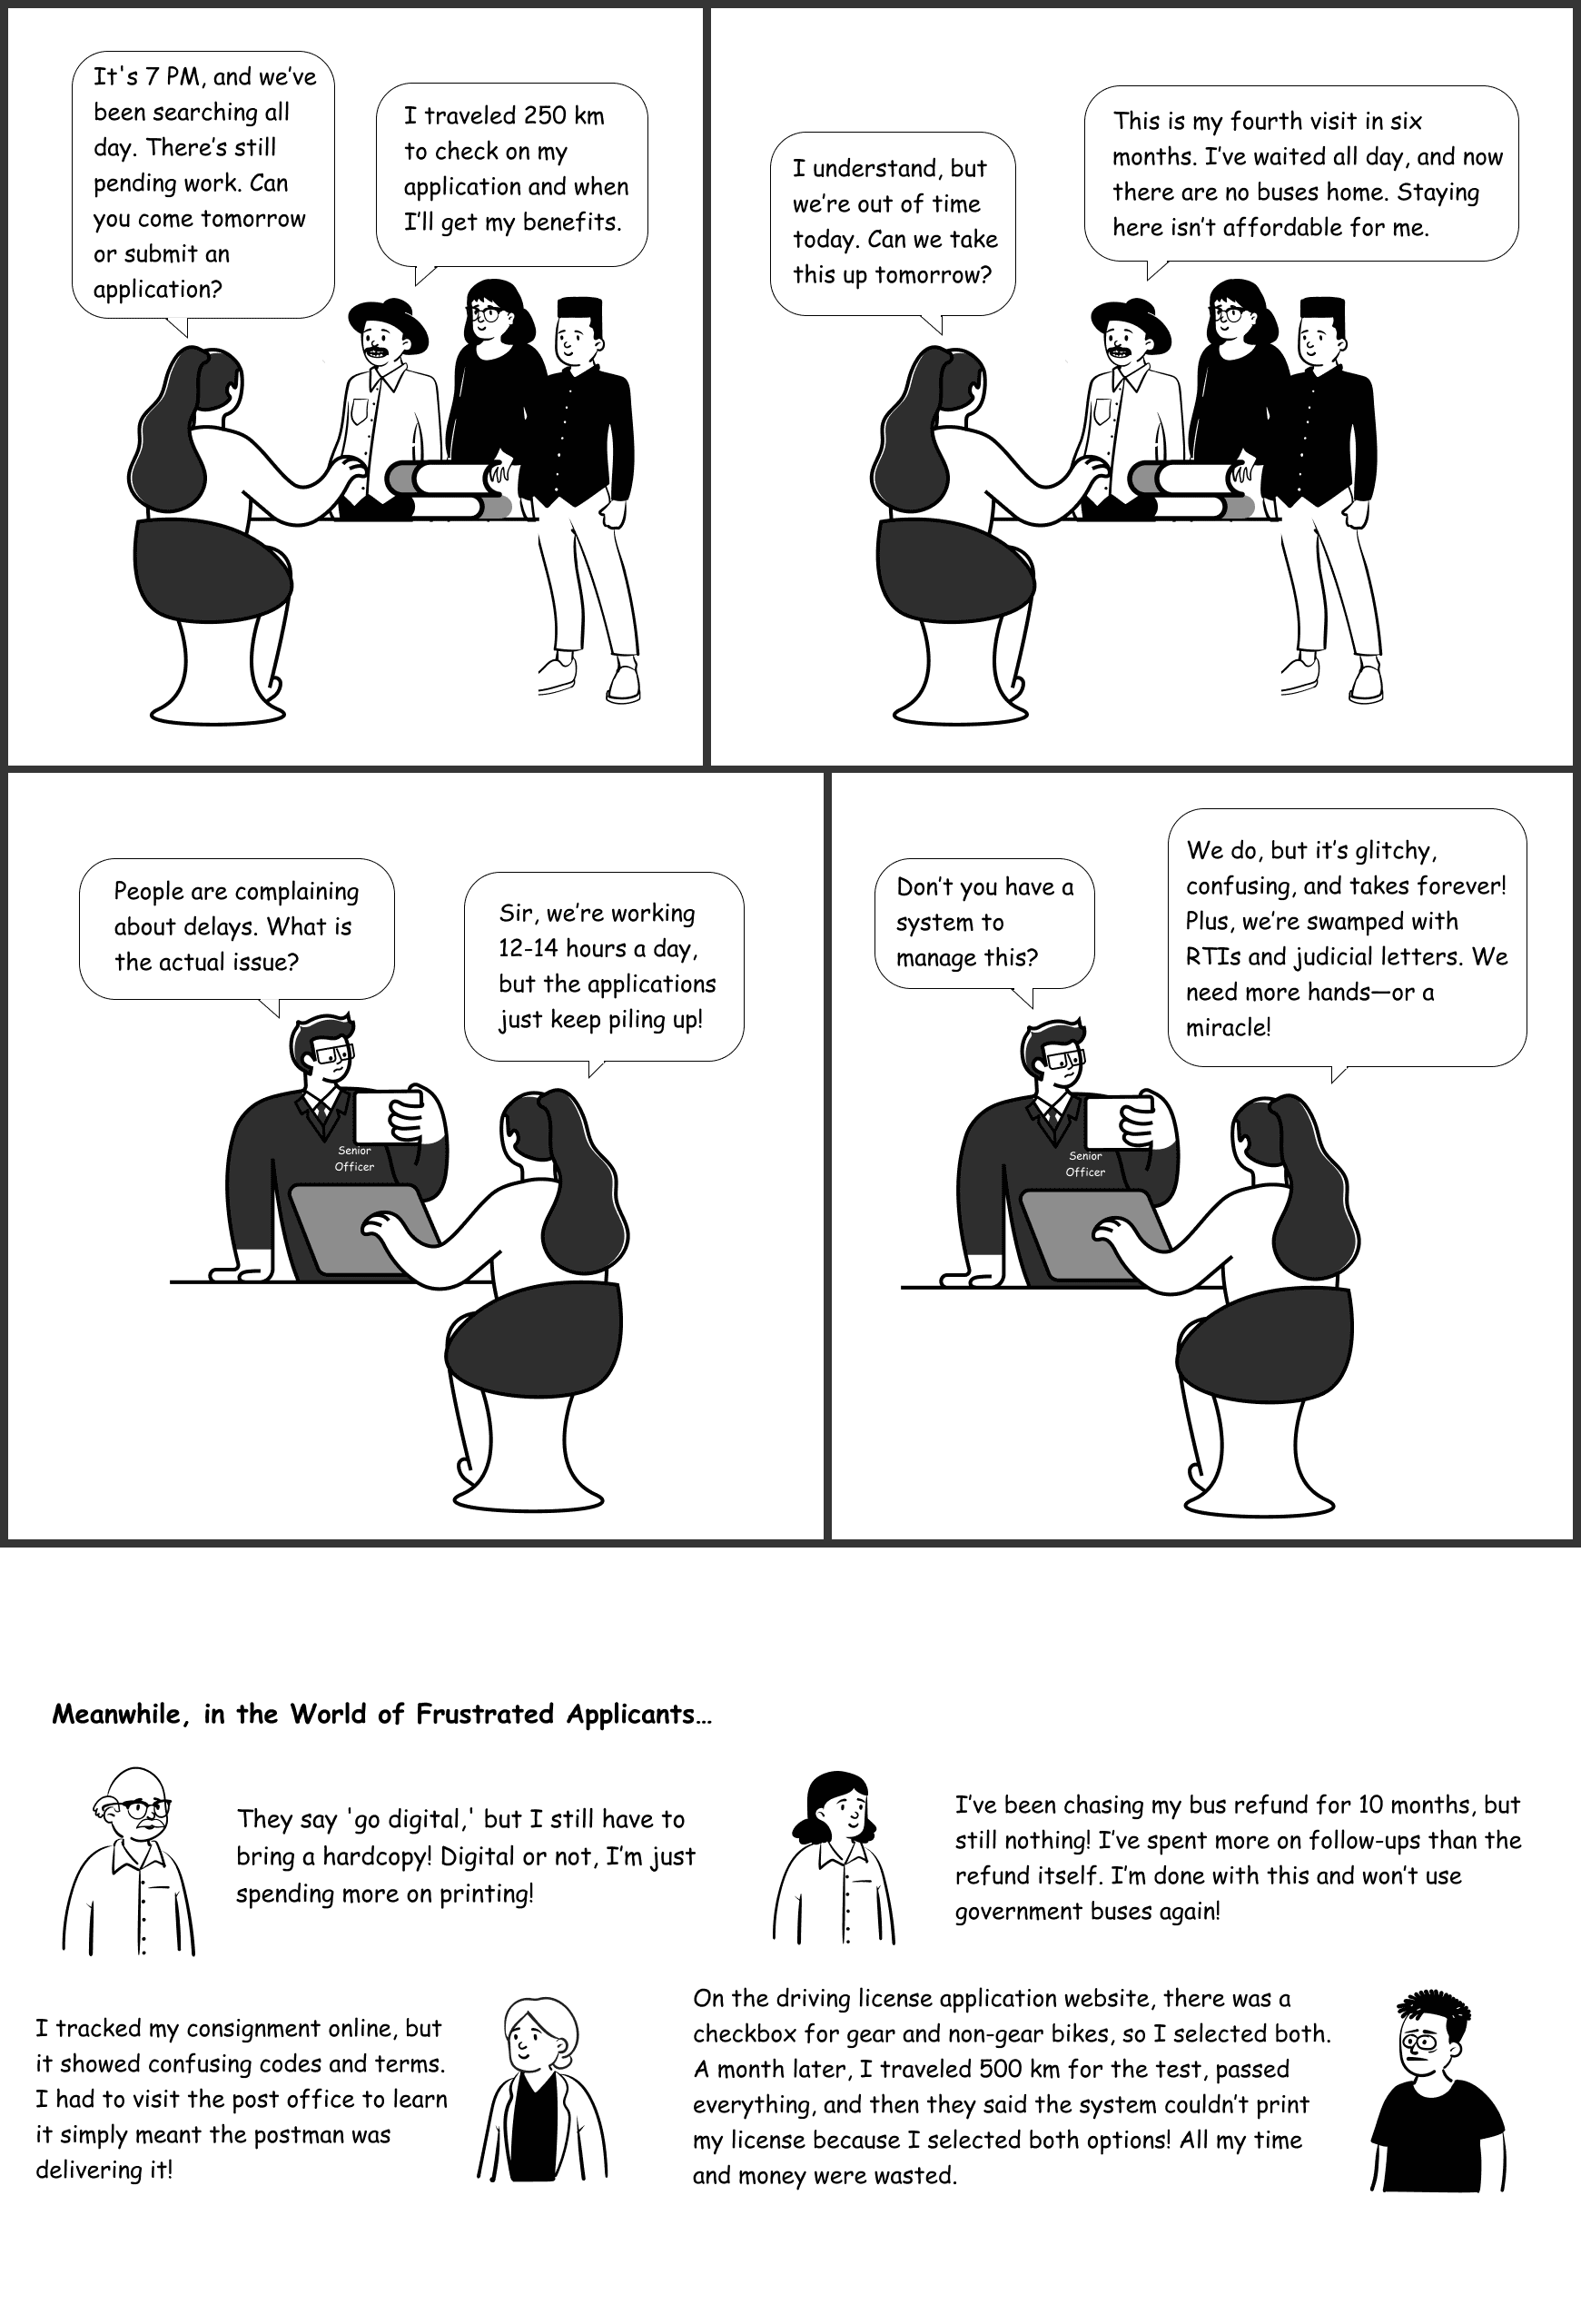 It's 7 PM, and we've
been searching all
day. There's still
pending work. Can
you come tomorrow
or submit an
application?
I traveled 250 km
to check on my
application and when
I'll get my benefits.
I understand, but
we're out of time
today. Can we take
this up tomorrow?
This is my fourth visit in six
months. I've waited all day, and now
there are no buses home. Staying
here isn't affordable for me.
People are complaining
about delays. What is
the actual issue?
Sir, we're working
12-14 hours a day,
but the applications
just keep piling up!
Senior
Officer
Don't you have a
system to
manage this?
We do, but it's glitchy,
confusing, and takes forever!
Plus, we're swamped with
RTIs and judicial letters. We
need more hands—or a
miracle!
Senior
Officer
Meanwhile, in the World of Frustrated Applicants...
They say 'go digital,' but I still have to
bring a hardcopy! Digital or not, I'm just
spending more on printing!
I've been chasing my bus refund for 10 months, but
still nothing! I've spent more on follow-ups than the
refund itself. I'm done with this and won't use
government buses again!
I tracked my consignment online, but
it showed confusing codes and terms.
I had to visit the post office to learn
it simply meant the postman was
delivering it!
On the driving license application website, there was a
checkbox for gear and non-gear bikes, so I selected both.
A month later, I traveled 500 km for the test, passed
everything, and then they said the system couldn't print
my license because I selected both options! All my time
and money were wasted.